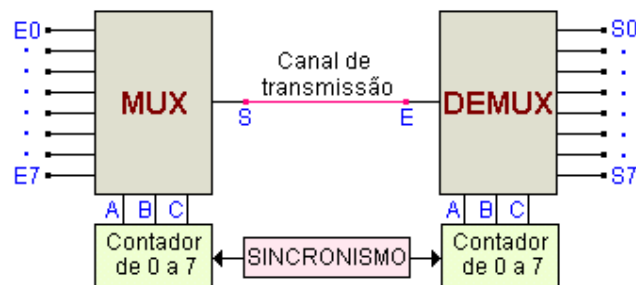 E0
E7
MUX
S
Canal de
transmissão
E
DEMUX
S0
S7
A B C
Contador
de 0 a 7
SINCRONISMO
A B C
Contador
de 0 a 7